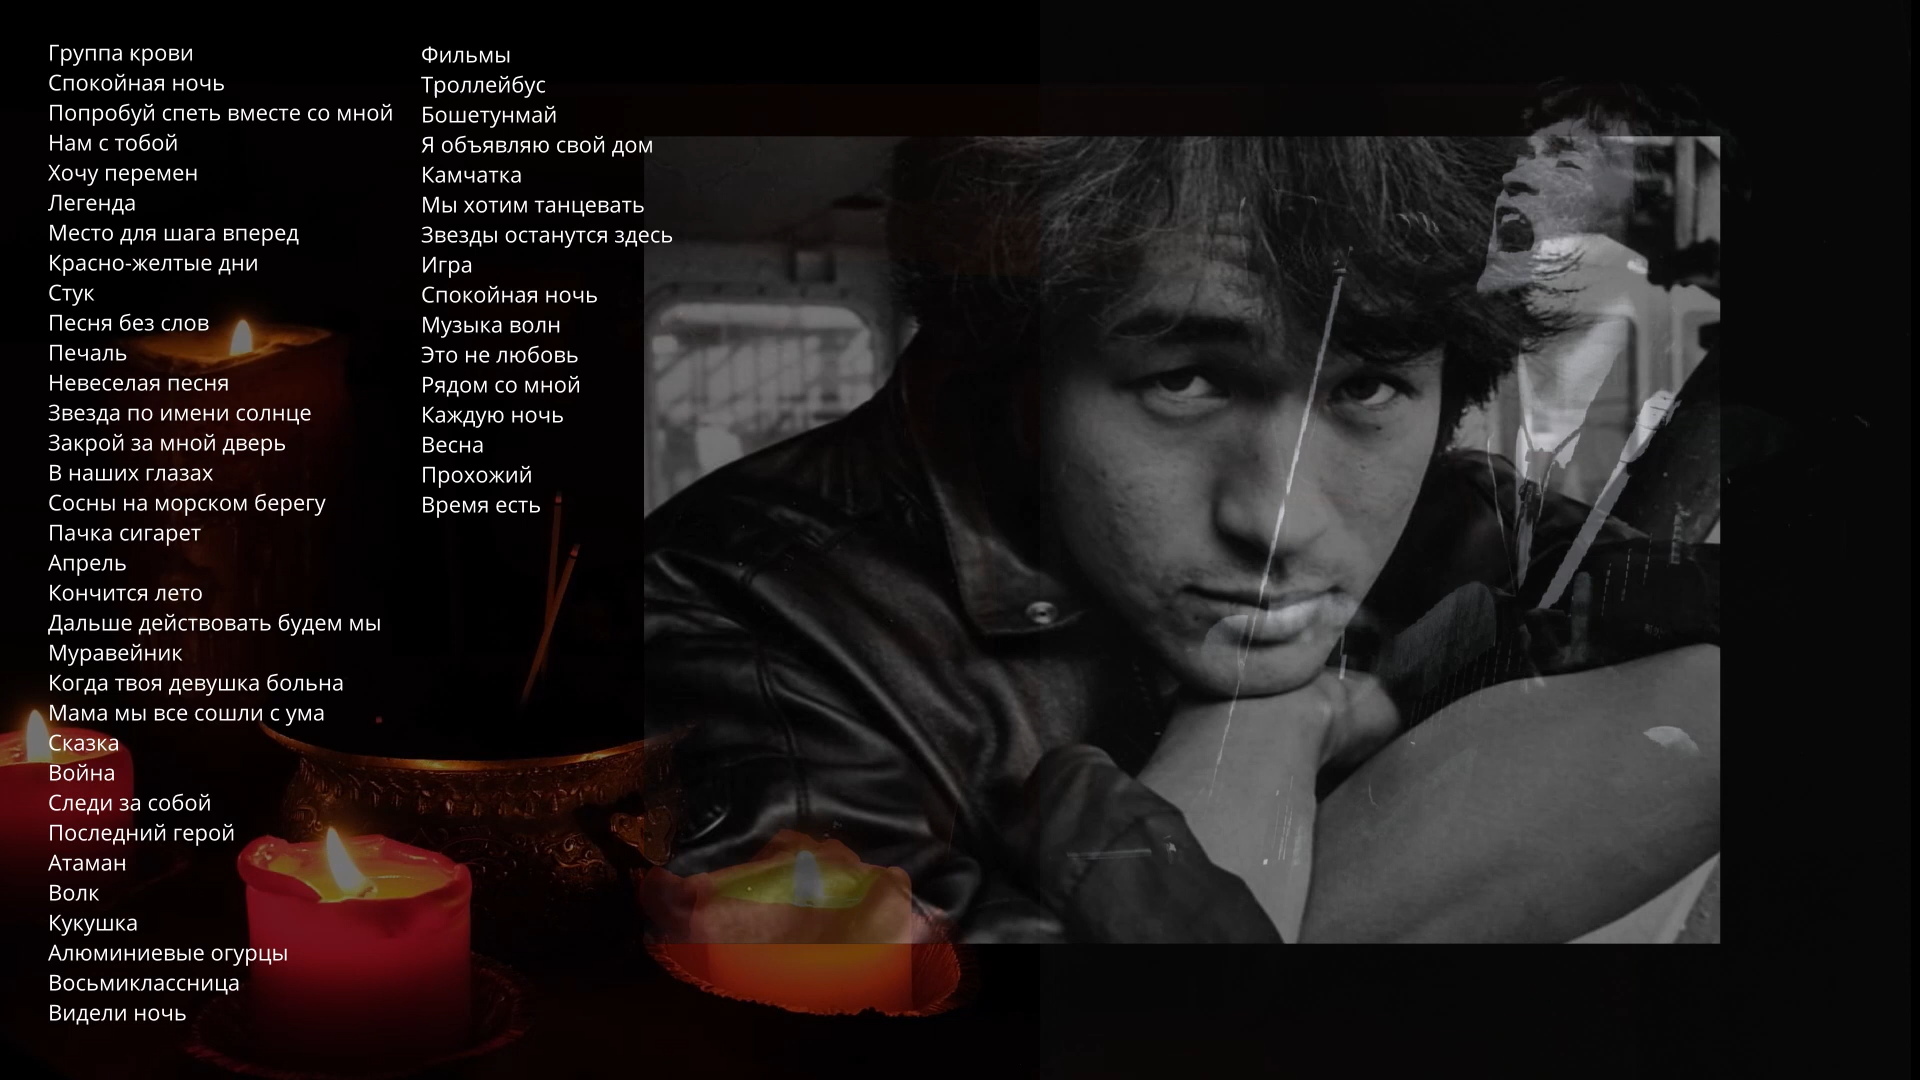 Группа крови
Спокойная ночь
Попробуй спеть вместе со мной
Нам с тобой
Хочу перемен
Легенда
Место для шага вперед
Красно-желтые дни
Стук
Песня без слов
Печаль
Невеселая песня
Звезда по имени солнце
Закрой за мной дверь
В наших глазах
Сосны на морском берегу
Пачка сигарет
Апрель
Кончится лето
Дальше действовать будем мы
Муравейник
Когда твоя девушка больна
Мама мы все сошли с ума
Сказка
Война
Следи за собой
Последний герой
Атаман
Волк
Кукушка
Алюминиевые огурцы
Восьмиклассница
Видели ночь
Фильмы
Троллейбус
Бошетунмай
Я объявляю свой дом
Камчатка
Мы хотим танцевать
Звезды останутся здесь
Игра
Спокойная ночь
Музыка волн
Это не любовь
Рядом со мной
Каждую ночь
Весна
Прохожий
Время есть